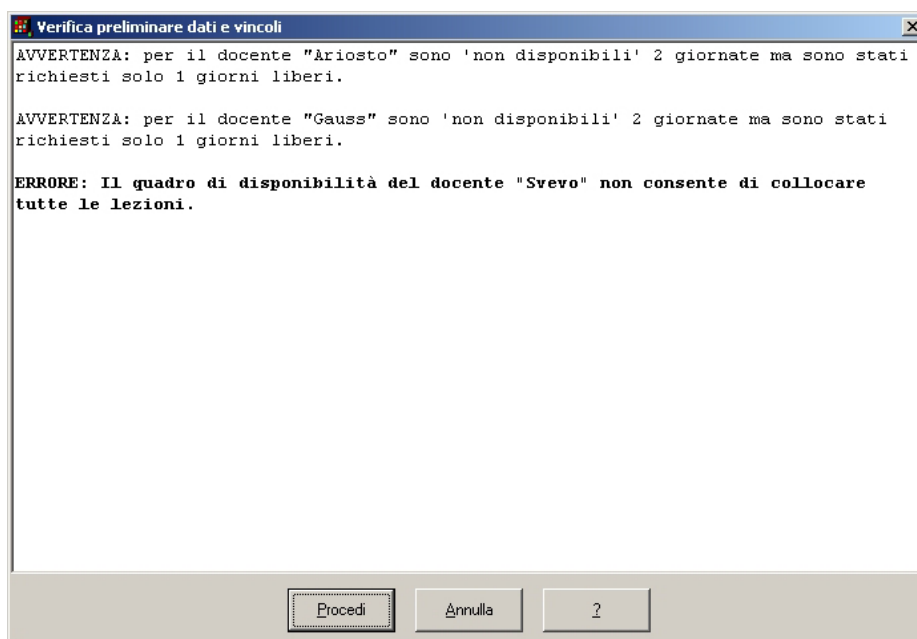 Verifica preliminare dati e vincoli
AVVERTENZA: per il docente "Ariosto" sono 'non disponibili' 2 giornate ma sono stati
richiesti solo 1 giorni liberi.
AVVERTENZA: per il docente "Gauss" sono 'non disponibili' 2 giornate ma sono stati
richiesti solo 1 giorni liberi.
ERRORE: Il quadro di disponibilità del docente "Svevo" non consente di collocare
tutte le lezioni.
Procedi Annulla ?